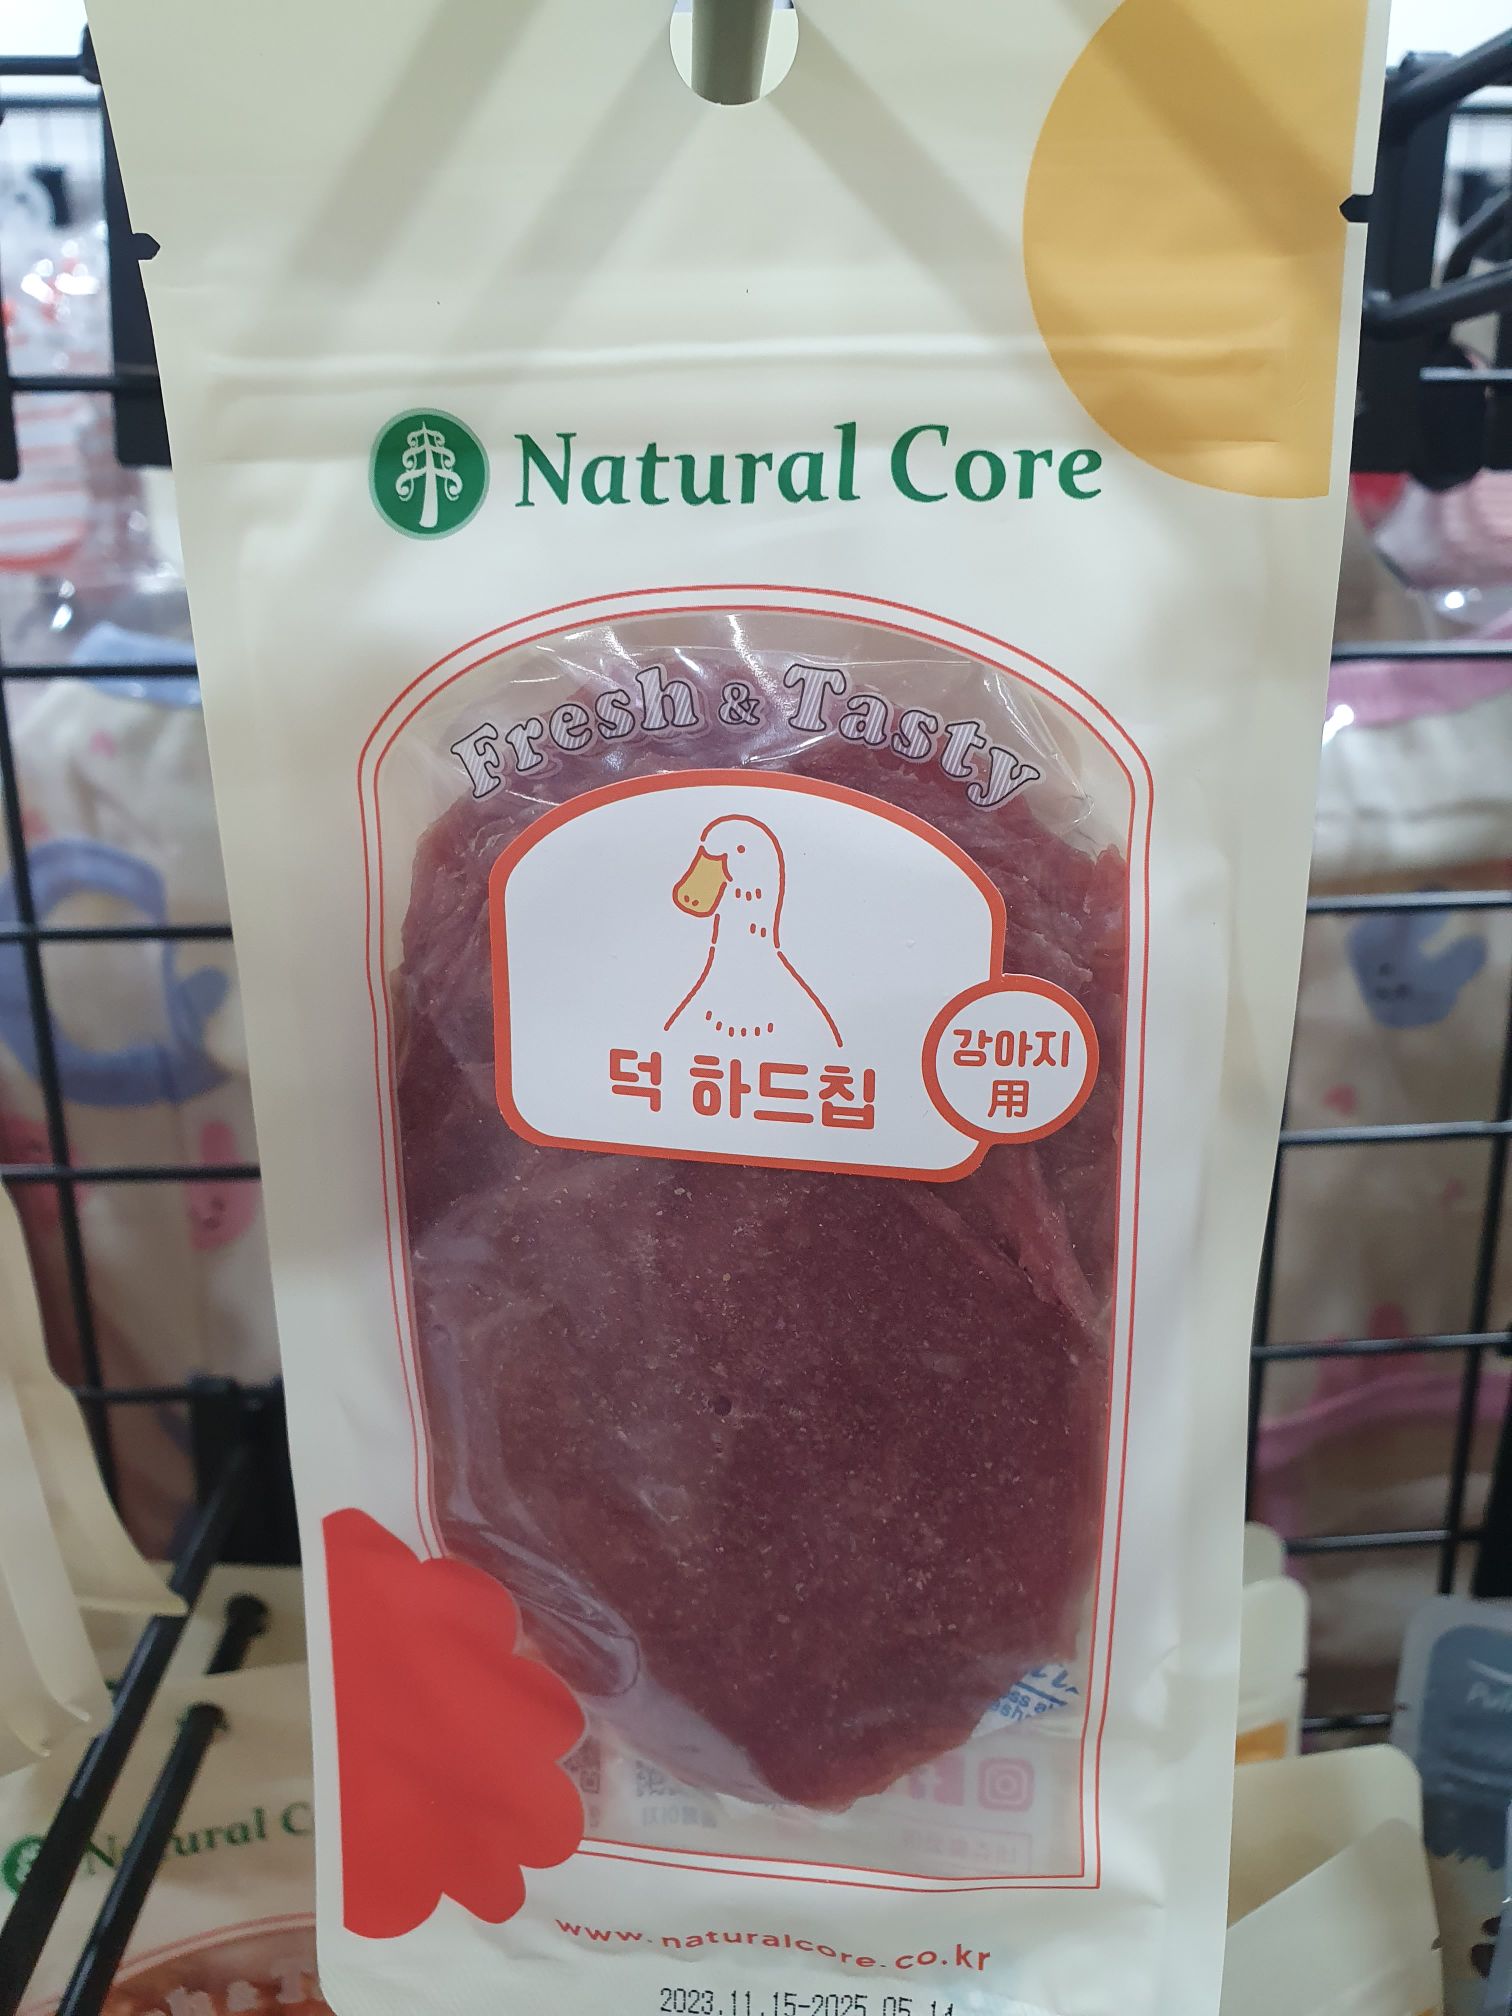 Natural Core
Fresh & Tasty
덕 하드칩
강아지
用
www.naturalcore.co.kr
2023.11.15-2025.05.14
Natural C